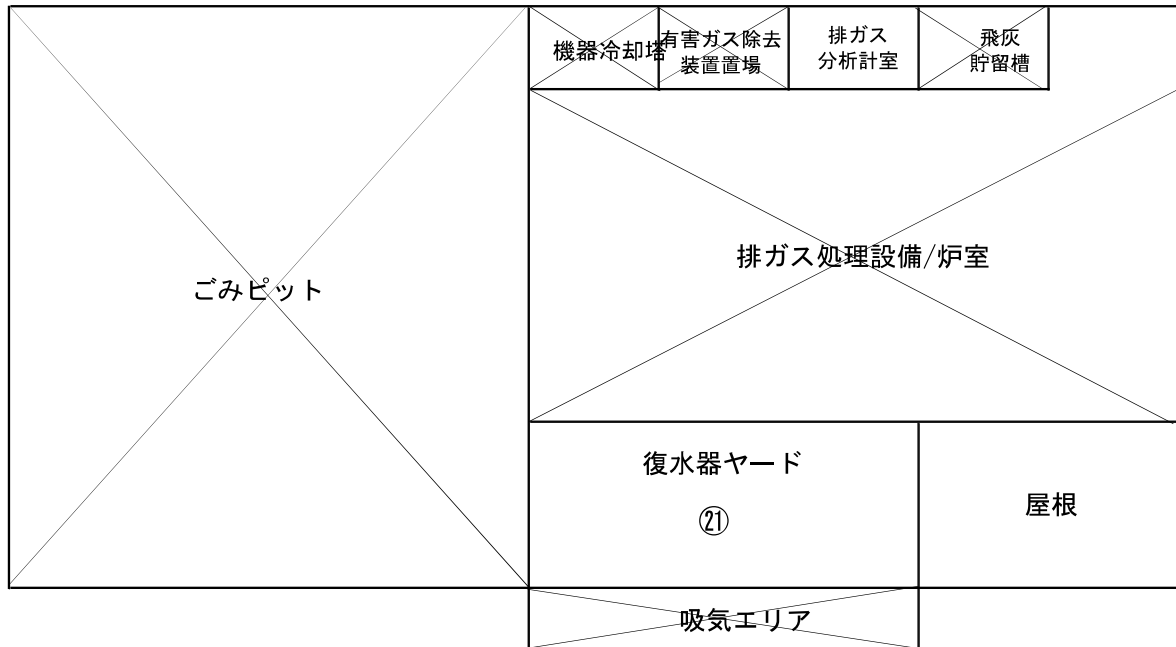 機器冷却塔
有害ガス除去
装置置場
排ガス
分析計室
飛灰
貯留槽
排ガス処理設備/炉室
ごみピット
復水器ヤード
㉑
屋根
吸気エリア